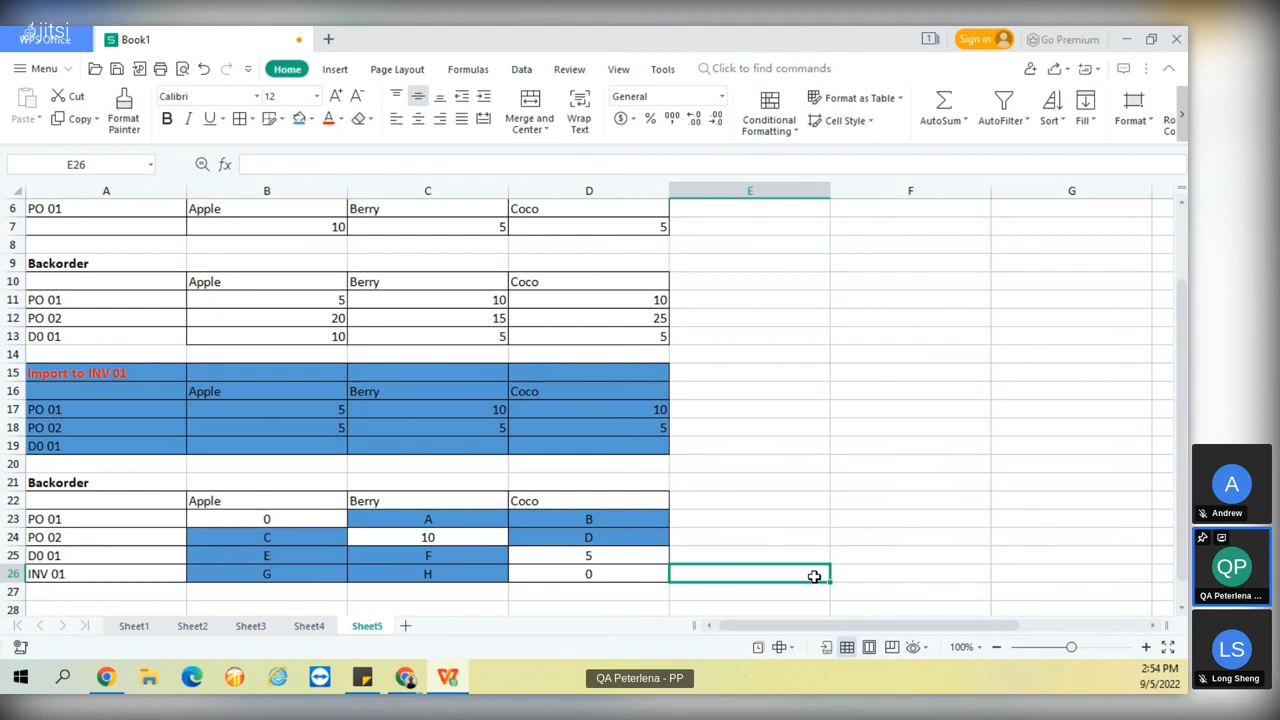 jitsi
WPS Office
Book1
1
Sign in
Go Premium
Menu
Home
Insert
Page Layout
Formulas
Data
Review
View
Tools
Click to find commands
Paste
Cut
Copy
Format Painter
Calibri
12
Merge and Center
Wrap Text
General
Conditional Formatting
Format as Table
Cell Style
AutoSum
AutoFilter
Sort
Fill
Format
E26
fx
A B C D E F G
6 PO 01 Apple Berry Coco
7 10 5 5
8
9 Backorder
10 Apple Berry Coco
11 PO 01 5 10 10
12 PO 02 20 15 25
13 D0 01 10 5 5
14
15 Import to INV 01
16 Apple Berry Coco
17 PO 01 5 10 10
18 PO 02 5 5 5
19 D0 01
20
21 Backorder
22 Apple Berry Coco
23 PO 01 0 A B
24 PO 02 C 10 D
25 D0 01 E F 5
26 INV 01 G H 0
27
28
Sheet1 Sheet2 Sheet3 Sheet4 Sheet5
100%
QA Peterlena - PP
2:54 PM
9/5/2022
A
Andrew
QP
QA Peterlena ...
LS
Long Sheng